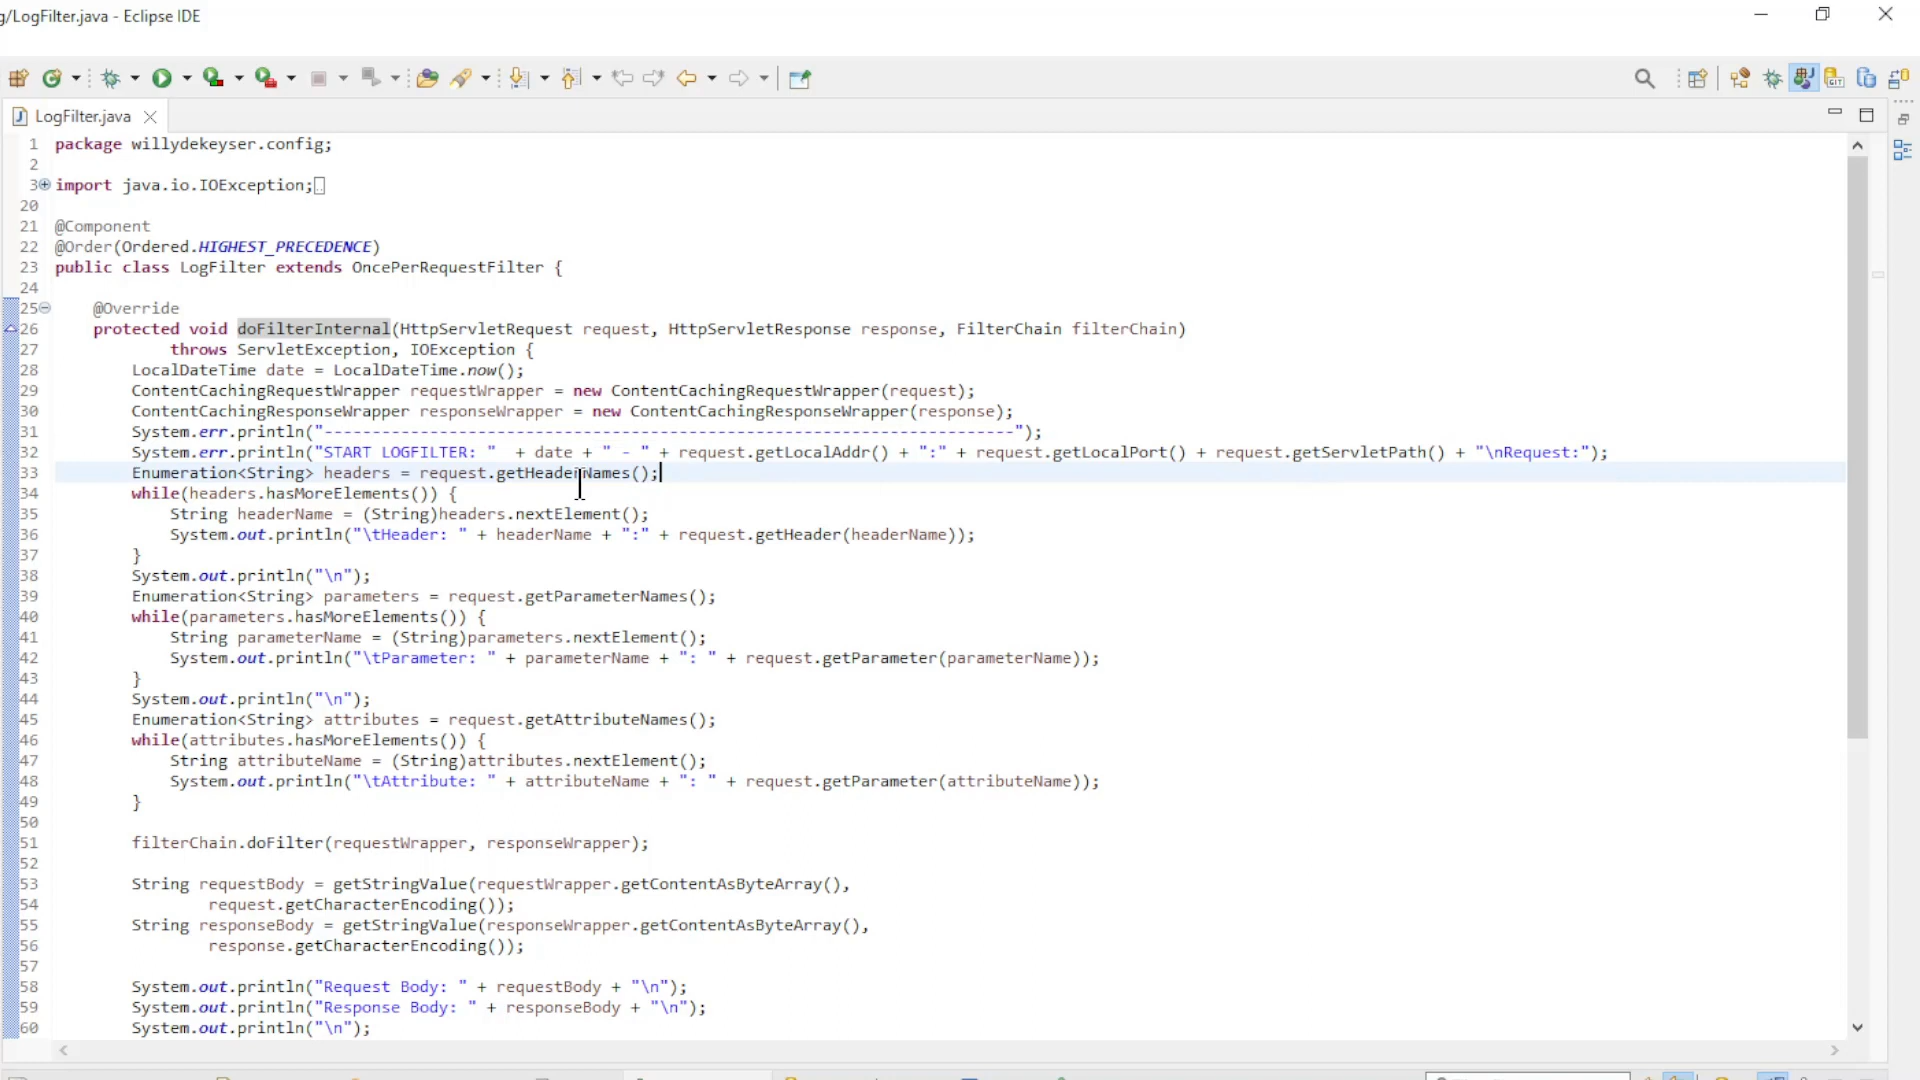 g/LogFilter.java - Eclipse IDE
LogFilter.java
1 package willydekeyser.config;
2
3 import java.io.IOException;
20
21 @Component
22 @Order(Ordered.HIGHEST_PRECEDENCE)
23 public class LogFilter extends OncePerRequestFilter {
24
25 @Override
26 protected void doFilterInternal(HttpServletRequest request, HttpServletResponse response, FilterChain filterChain)
27 throws ServletException, IOException {
28 LocalDateTime date = LocalDateTime.now();
29 ContentCachingRequestWrapper requestWrapper = new ContentCachingRequestWrapper(request);
30 ContentCachingResponseWrapper responseWrapper = new ContentCachingResponseWrapper(response);
31 System.err.println("------------------------------------------------------------------------");
32 System.err.println("START LOGFILTER: " + date + " - " + request.getLocalAddr() + ":" + request.getLocalPort() + request.getServletPath() + "\nRequest:");
33 Enumeration<String> headers = request.getHeaderNames();
34 while(headers.hasMoreElements()) {
35 String headerName = (String)headers.nextElement();
36 System.out.println("\tHeader: " + headerName + ":" + request.getHeader(headerName));
37 }
38 System.out.println("\n");
39 Enumeration<String> parameters = request.getParameterNames();
40 while(parameters.hasMoreElements()) {
41 String parameterName = (String)parameters.nextElement();
42 System.out.println("\tParameter: " + parameterName + ": " + request.getParameter(parameterName));
43 }
44 System.out.println("\n");
45 Enumeration<String> attributes = request.getAttributeNames();
46 while(attributes.hasMoreElements()) {
47 String attributeName = (String)attributes.nextElement();
48 System.out.println("\tAttribute: " + attributeName + ": " + request.getParameter(attributeName));
49 }
50
51 filterChain.doFilter(requestWrapper, responseWrapper);
52
53 String requestBody = getStringValue(requestWrapper.getContentAsByteArray(),
54 request.getCharacterEncoding());
55 String responseBody = getStringValue(responseWrapper.getContentAsByteArray(),
56 response.getCharacterEncoding());
57
58 System.out.println("Request Body: " + requestBody + "\n");
59 System.out.println("Response Body: " + responseBody + "\n");
60 System.out.println("\n");